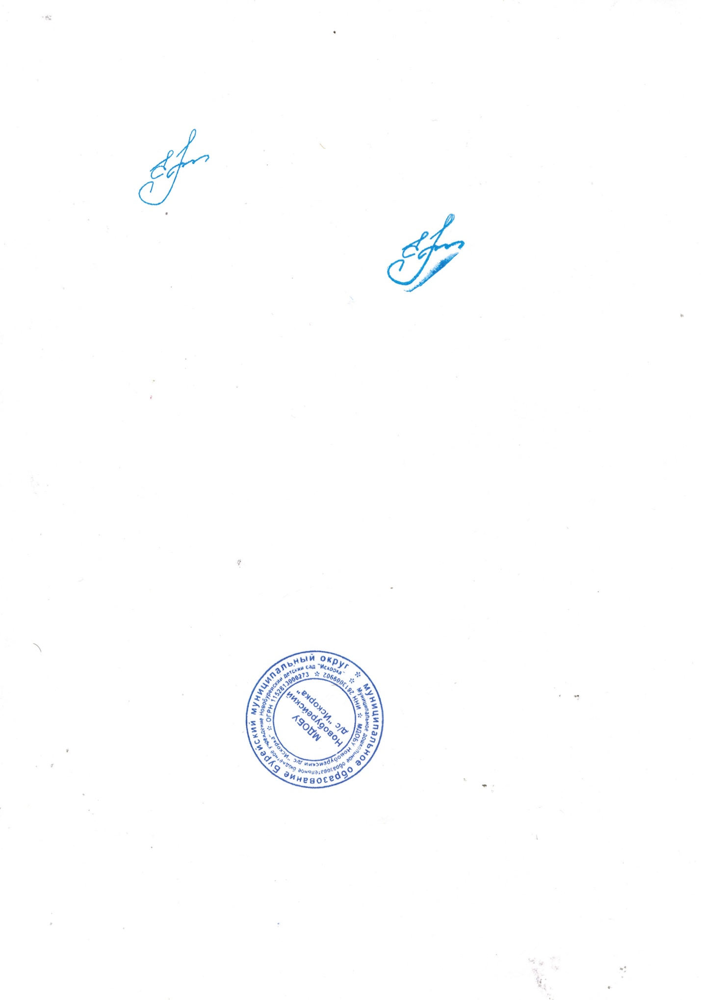 муниципальное образование Бурейский муниципальный округ *
Муниципальное дошкольное образовательное бюджетное учреждение Новобурейский детский сад "Искорка" *
МДОБУ Новобурейский д/с "Искорка" * ОГРН 1152813000273 * ИНН 2813009902 *
МДОБУ
Новобурейский
д/с "Искорка"